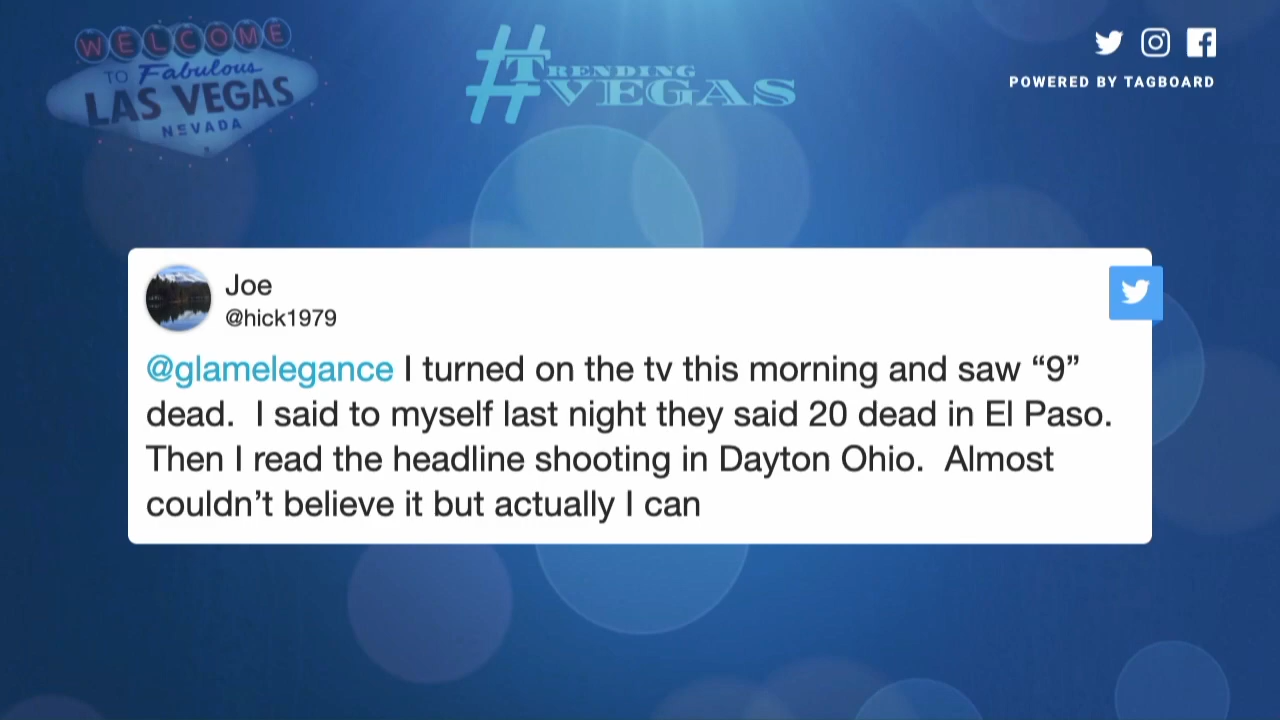 WELCOME
TO Fabulous
LAS VEGAS
NEVADA
#TRENDING
VEGAS
POWERED BY TAGBOARD
Joe
@hick1979
@glamelegance I turned on the tv this morning and saw “9”
dead.  I said to myself last night they said 20 dead in El Paso.
Then I read the headline shooting in Dayton Ohio.  Almost
couldn’t believe it but actually I can